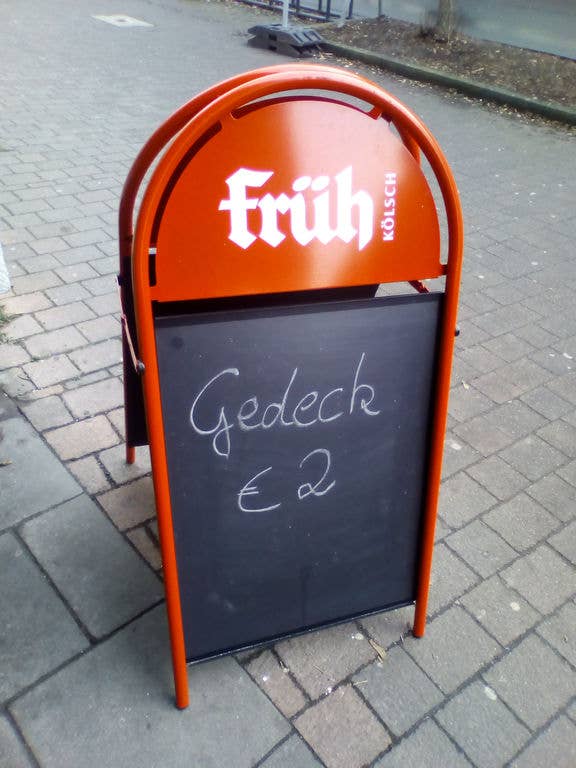 früh
KÖLSCH
Gedeck
€ 2